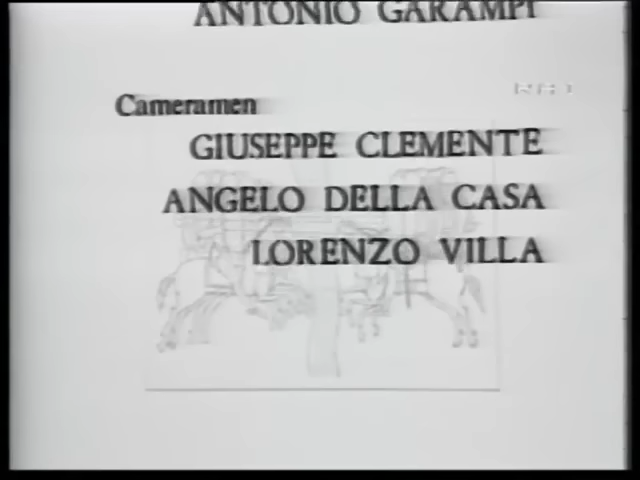 ANTONIO GARAMPI
Cameramen
GIUSEPPE CLEMENTE
ANGELO DELLA CASA
LORENZO VILLA